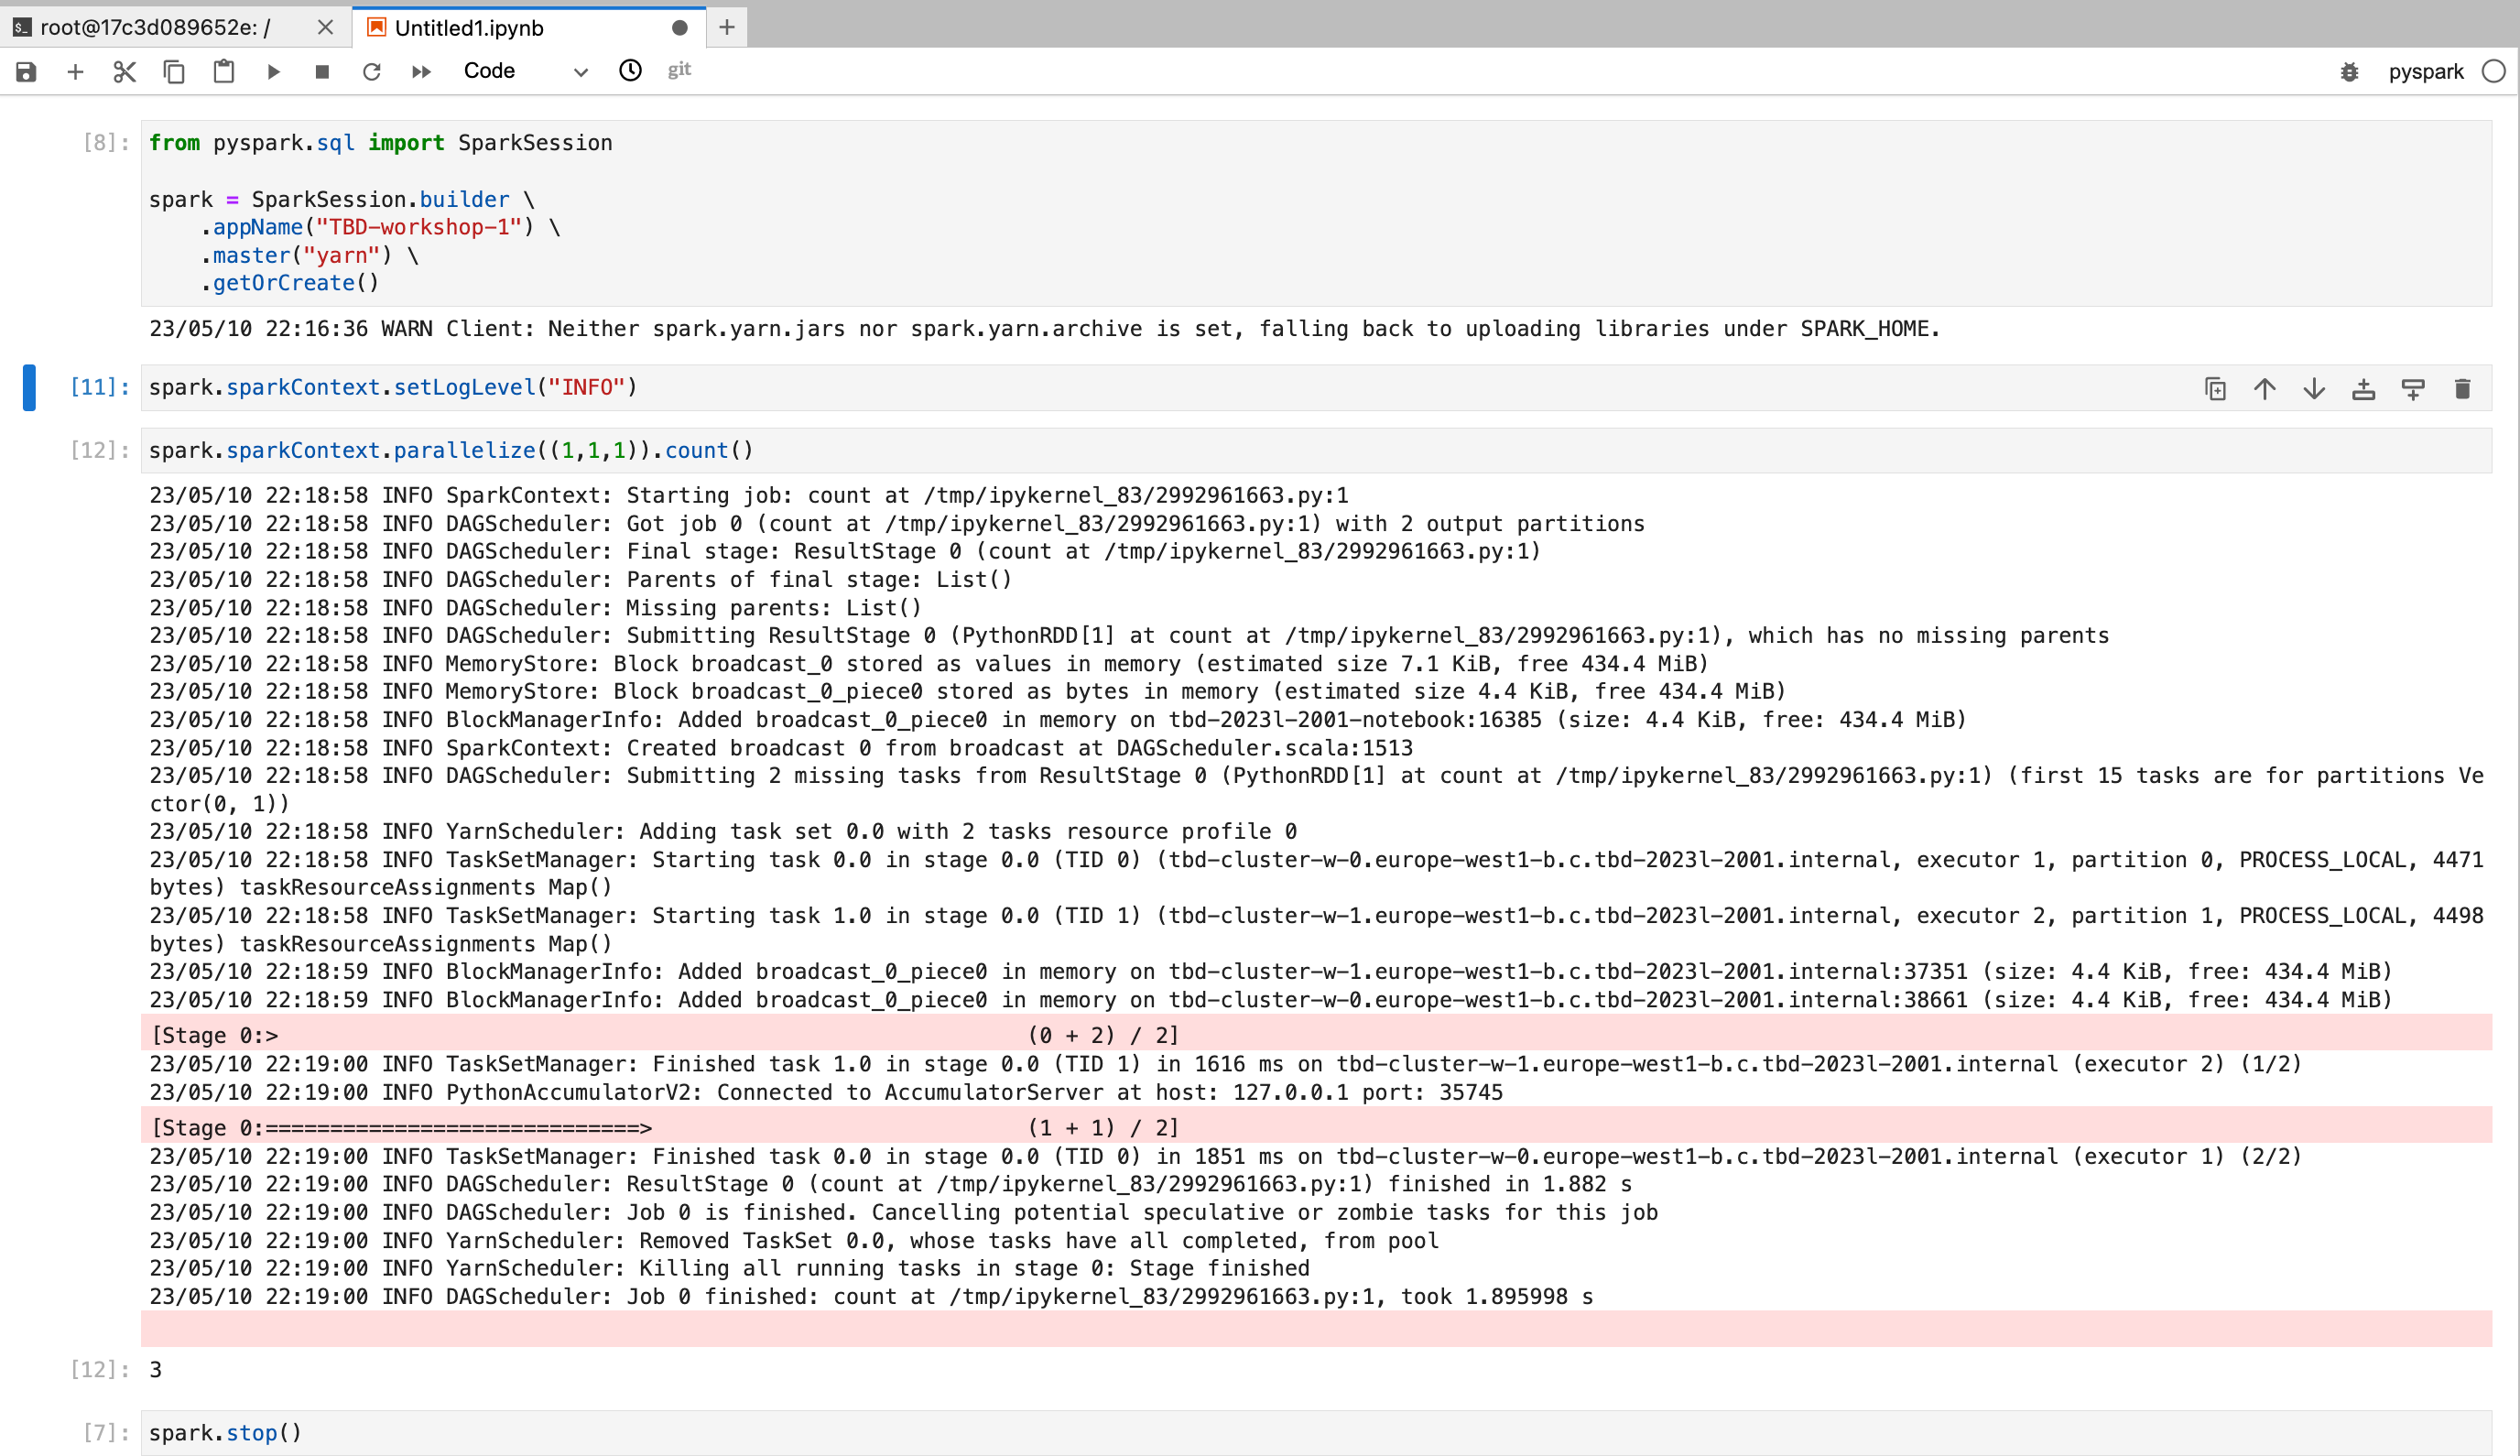 root@17c3d089652e: /
Untitled1.ipynb
Code
git
pyspark
[8]:
from pyspark.sql import SparkSession
spark = SparkSession.builder \
.appName("TBD-workshop-1") \
.master("yarn") \
.getOrCreate()
23/05/10 22:16:36 WARN Client: Neither spark.yarn.jars nor spark.yarn.archive is set, falling back to uploading libraries under SPARK_HOME.
[11]:
spark.sparkContext.setLogLevel("INFO")
[12]:
spark.sparkContext.parallelize((1,1,1)).count()
23/05/10 22:18:58 INFO SparkContext: Starting job: count at /tmp/ipykernel_83/2992961663.py:1
23/05/10 22:18:58 INFO DAGScheduler: Got job 0 (count at /tmp/ipykernel_83/2992961663.py:1) with 2 output partitions
23/05/10 22:18:58 INFO DAGScheduler: Final stage: ResultStage 0 (count at /tmp/ipykernel_83/2992961663.py:1)
23/05/10 22:18:58 INFO DAGScheduler: Parents of final stage: List()
23/05/10 22:18:58 INFO DAGScheduler: Missing parents: List()
23/05/10 22:18:58 INFO DAGScheduler: Submitting ResultStage 0 (PythonRDD[1] at count at /tmp/ipykernel_83/2992961663.py:1), which has no missing parents
23/05/10 22:18:58 INFO MemoryStore: Block broadcast_0 stored as values in memory (estimated size 7.1 KiB, free 434.4 MiB)
23/05/10 22:18:58 INFO MemoryStore: Block broadcast_0_piece0 stored as bytes in memory (estimated size 4.4 KiB, free 434.4 MiB)
23/05/10 22:18:58 INFO BlockManagerInfo: Added broadcast_0_piece0 in memory on tbd-2023l-2001-notebook:16385 (size: 4.4 KiB, free: 434.4 MiB)
23/05/10 22:18:58 INFO SparkContext: Created broadcast 0 from broadcast at DAGScheduler.scala:1513
23/05/10 22:18:58 INFO DAGScheduler: Submitting 2 missing tasks from ResultStage 0 (PythonRDD[1] at count at /tmp/ipykernel_83/2992961663.py:1) (first 15 tasks are for partitions Ve
ctor(0, 1))
23/05/10 22:18:58 INFO YarnScheduler: Adding task set 0.0 with 2 tasks resource profile 0
23/05/10 22:18:58 INFO TaskSetManager: Starting task 0.0 in stage 0.0 (TID 0) (tbd-cluster-w-0.europe-west1-b.c.tbd-2023l-2001.internal, executor 1, partition 0, PROCESS_LOCAL, 4471
bytes) taskResourceAssignments Map()
23/05/10 22:18:58 INFO TaskSetManager: Starting task 1.0 in stage 0.0 (TID 1) (tbd-cluster-w-1.europe-west1-b.c.tbd-2023l-2001.internal, executor 2, partition 1, PROCESS_LOCAL, 4498
bytes) taskResourceAssignments Map()
23/05/10 22:18:59 INFO BlockManagerInfo: Added broadcast_0_piece0 in memory on tbd-cluster-w-1.europe-west1-b.c.tbd-2023l-2001.internal:37351 (size: 4.4 KiB, free: 434.4 MiB)
23/05/10 22:18:59 INFO BlockManagerInfo: Added broadcast_0_piece0 in memory on tbd-cluster-w-0.europe-west1-b.c.tbd-2023l-2001.internal:38661 (size: 4.4 KiB, free: 434.4 MiB)
[Stage 0:> (0 + 2) / 2]
23/05/10 22:19:00 INFO TaskSetManager: Finished task 1.0 in stage 0.0 (TID 1) in 1616 ms on tbd-cluster-w-1.europe-west1-b.c.tbd-2023l-2001.internal (executor 2) (1/2)
23/05/10 22:19:00 INFO PythonAccumulatorV2: Connected to AccumulatorServer at host: 127.0.0.1 port: 35745
[Stage 0:=============================> (1 + 1) / 2]
23/05/10 22:19:00 INFO TaskSetManager: Finished task 0.0 in stage 0.0 (TID 0) in 1851 ms on tbd-cluster-w-0.europe-west1-b.c.tbd-2023l-2001.internal (executor 1) (2/2)
23/05/10 22:19:00 INFO DAGScheduler: ResultStage 0 (count at /tmp/ipykernel_83/2992961663.py:1) finished in 1.882 s
23/05/10 22:19:00 INFO DAGScheduler: Job 0 is finished. Cancelling potential speculative or zombie tasks for this job
23/05/10 22:19:00 INFO YarnScheduler: Removed TaskSet 0.0, whose tasks have all completed, from pool
23/05/10 22:19:00 INFO YarnScheduler: Killing all running tasks in stage 0: Stage finished
23/05/10 22:19:00 INFO DAGScheduler: Job 0 finished: count at /tmp/ipykernel_83/2992961663.py:1, took 1.895998 s
[12]:
3
[7]:
spark.stop()